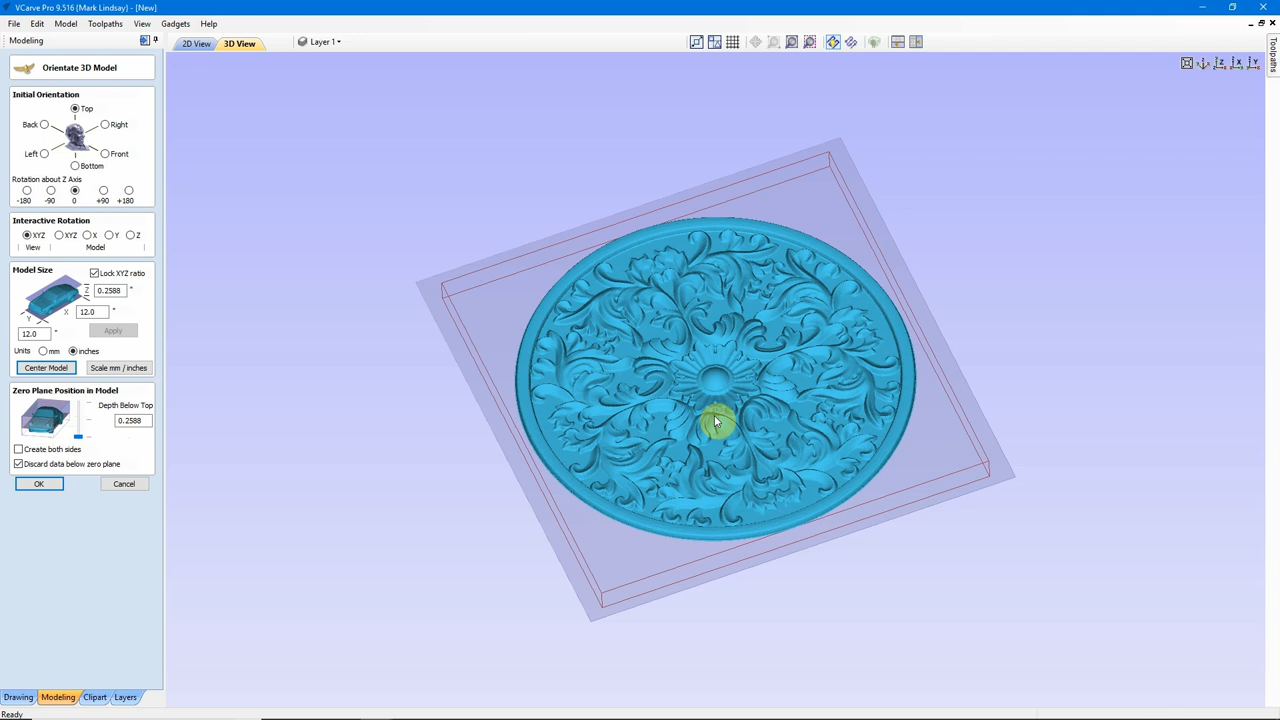 VCarve Pro 9.516 {Mark Lindsay} - [New]
File Edit Model Toolpaths View Gadgets Help
Modeling
2D View 3D View Layer 1
Toolpaths
Orientate 3D Model
Initial Orientation
Top
Back Right
Left Front
Bottom
Rotation about Z Axis
-180 -90 0 +90 +180
Interactive Rotation
XYZ XYZ X Y Z
View Model
Model Size
Lock XYZ ratio
Z 0.2588 "
X 12.0 "
Y
12.0 " Apply
Units mm inches
Center Model Scale mm / inches
Zero Plane Position in Model
Depth Below Top
0.2588
Create both sides
Discard data below zero plane
OK Cancel
Drawing Modeling Clipart Layers
Ready